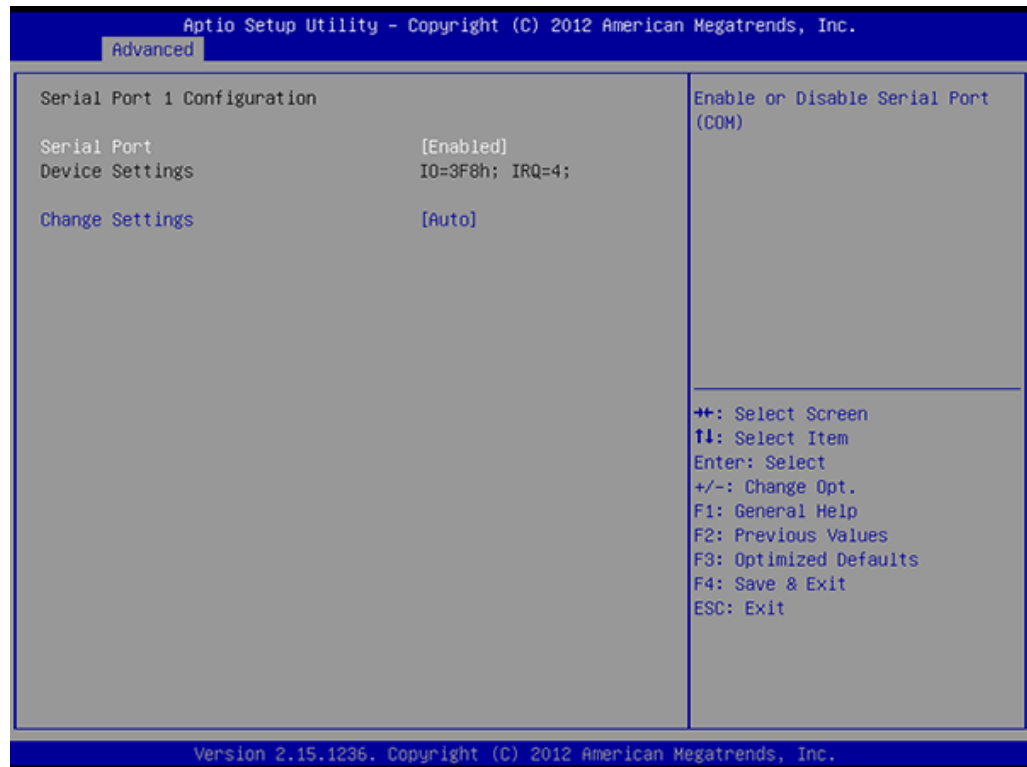 Aptio Setup Utility – Copyright (C) 2012 American Megatrends, Inc.
Advanced
Serial Port 1 Configuration
Serial Port [Enabled]
Device Settings IO=3F8h; IRQ=4;
Change Settings [Auto]
Enable or Disable Serial Port
(COM)
→←: Select Screen
↑↓: Select Item
Enter: Select
+/-: Change Opt.
F1: General Help
F2: Previous Values
F3: Optimized Defaults
F4: Save & Exit
ESC: Exit
Version 2.15.1236. Copyright (C) 2012 American Megatrends, Inc.